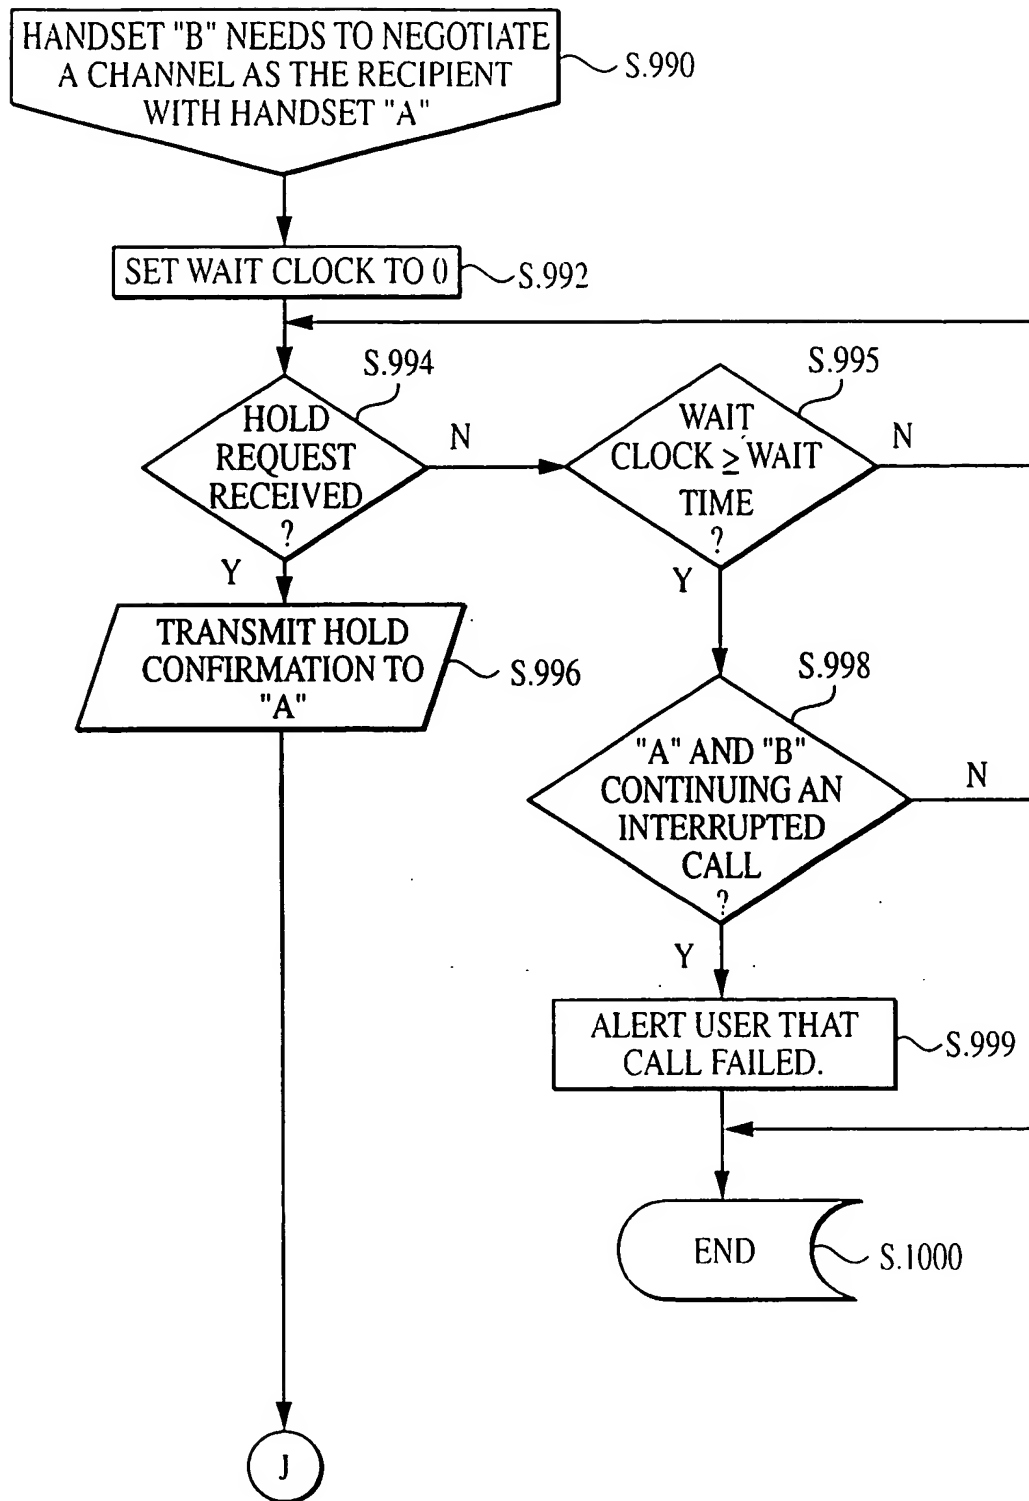 HANDSET "B" NEEDS TO NEGOTIATE
A CHANNEL AS THE RECIPIENT
WITH HANDSET "A"
S.990
SET WAIT CLOCK TO 0
S.992
S.994
HOLD
REQUEST
RECEIVED
?
N
Y
S.995
WAIT
CLOCK ≥ WAIT
TIME
?
N
Y
TRANSMIT HOLD
CONFIRMATION TO
"A"
S.996
S.998
"A" AND "B"
CONTINUING AN
INTERRUPTED
CALL
?
N
Y
ALERT USER THAT
CALL FAILED.
S.999
END
S.1000
J